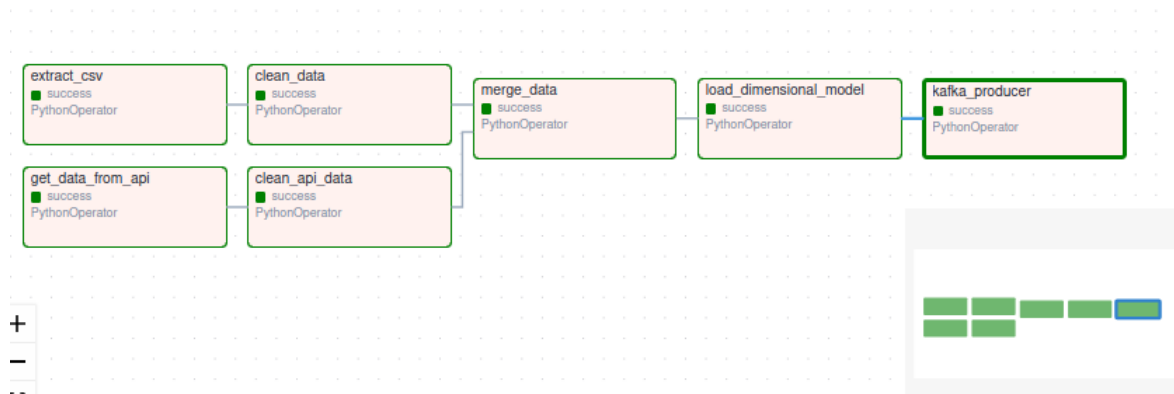 extract_csv
success
PythonOperator
clean_data
success
PythonOperator
merge_data
success
PythonOperator
load_dimensional_model
success
PythonOperator
kafka_producer
success
PythonOperator
get_data_from_api
success
PythonOperator
clean_api_data
success
PythonOperator